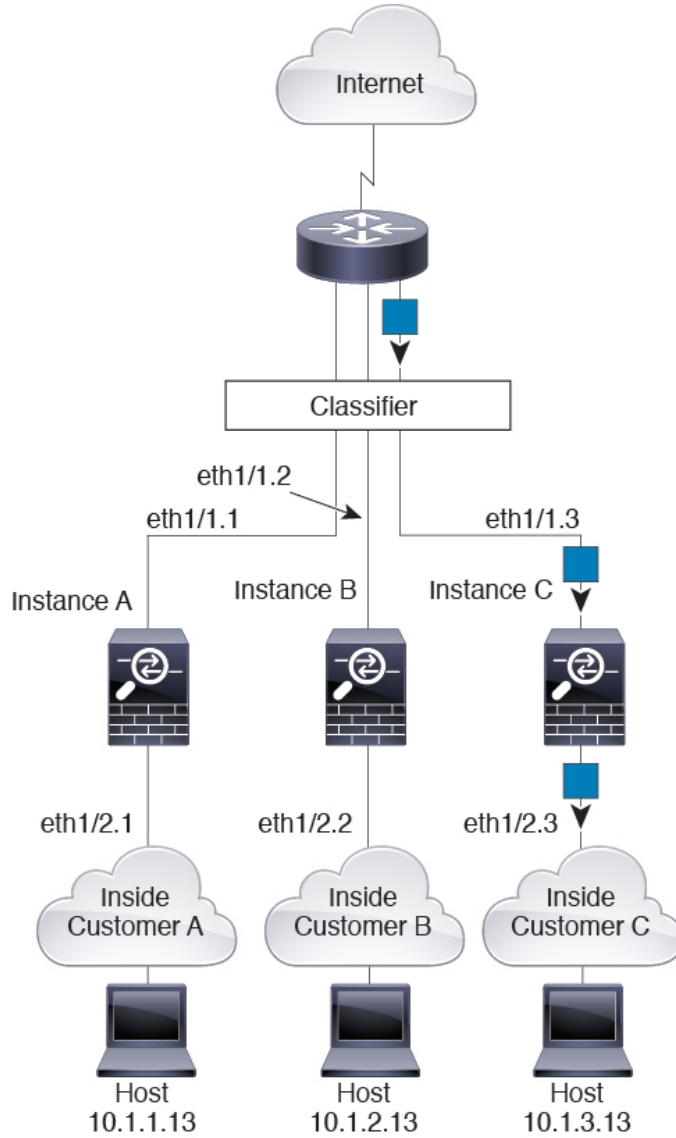 Internet
Classifier
eth1/1.2
eth1/1.1
eth1/1.3
Instance A
Instance B
Instance C
eth1/2.1
eth1/2.2
eth1/2.3
Inside
Customer A
Inside
Customer B
Inside
Customer C
Host
10.1.1.13
Host
10.1.2.13
Host
10.1.3.13